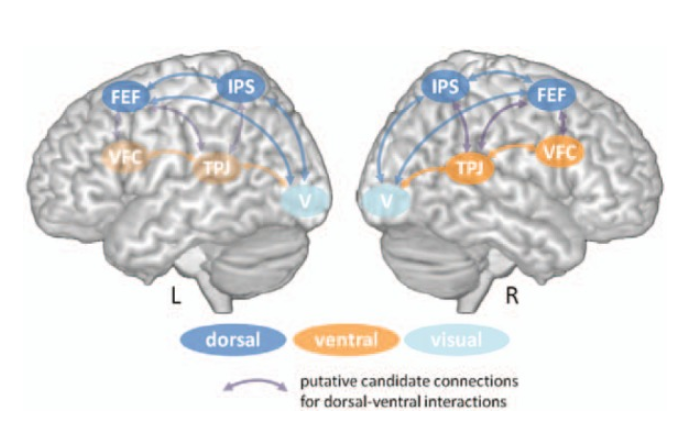 FEF IPS IPS FEF
VFC TPJ TPJ VFC
V V
L R
dorsal ventral visual
putative candidate connections
for dorsal-ventral interactions